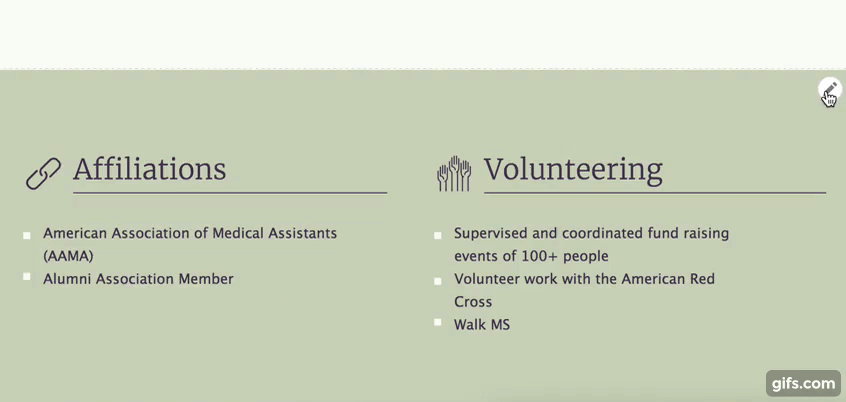 Affiliations
American Association of Medical Assistants
(AAMA)
Alumni Association Member
Volunteering
Supervised and coordinated fund raising
events of 100+ people
Volunteer work with the American Red
Cross
Walk MS
gifs.com